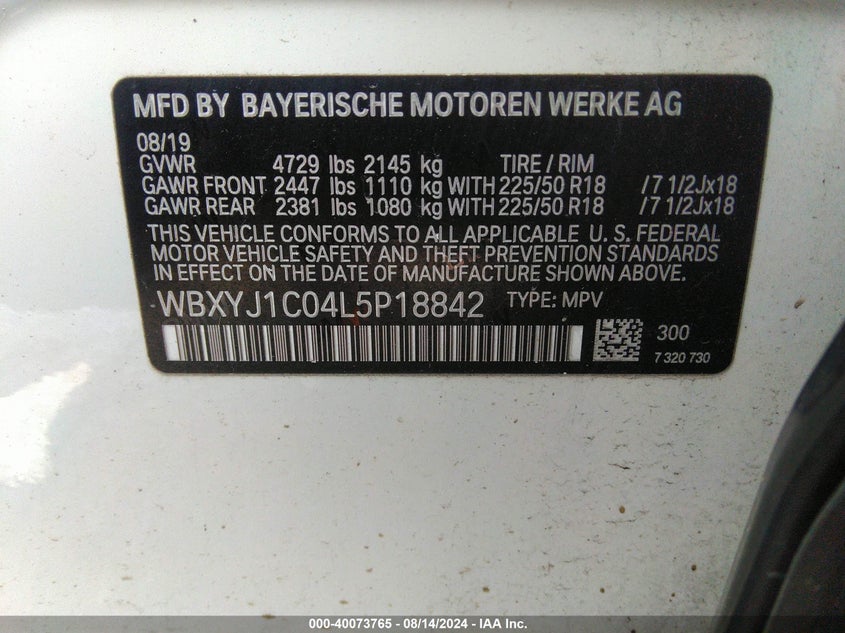 MFD BY BAYERISCHE MOTOREN WERKE AG
08/19
GVWR 4729 lbs 2145 kg TIRE / RIM
GAWR FRONT 2447 lbs 1110 kg WITH 225/50 R18 /7 1/2Jx18
GAWR REAR 2381 lbs 1080 kg WITH 225/50 R18 /7 1/2Jx18
THIS VEHICLE CONFORMS TO ALL APPLICABLE U. S. FEDERAL
MOTOR VEHICLE SAFETY AND THEFT PREVENTION STANDARDS
IN EFFECT ON THE DATE OF MANUFACTURE SHOWN ABOVE.
WBXYJ1C04L5P18842 TYPE: MPV
300
7 320 730
000-40073765 - 08/14/2024 - IAA Inc.